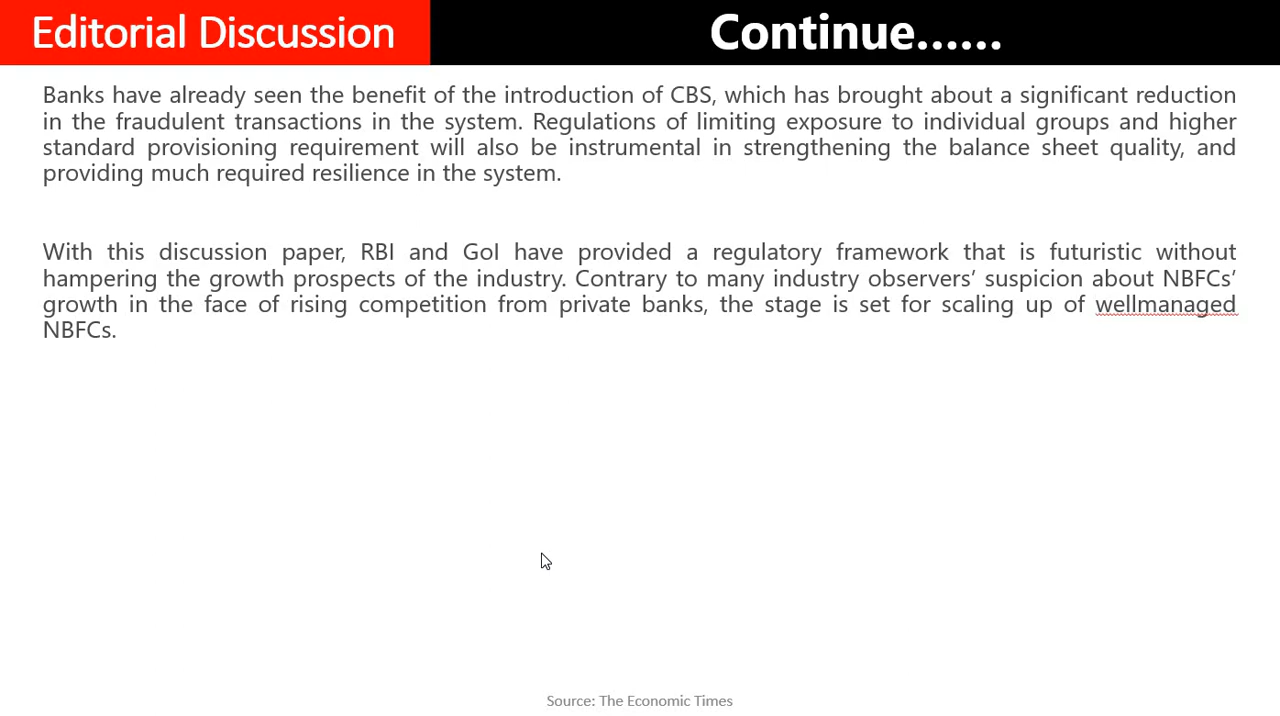 Editorial Discussion
Continue......
Banks have already seen the benefit of the introduction of CBS, which has brought about a significant reduction
in the fraudulent transactions in the system. Regulations of limiting exposure to individual groups and higher
standard provisioning requirement will also be instrumental in strengthening the balance sheet quality, and
providing much required resilience in the system.
With this discussion paper, RBI and GoI have provided a regulatory framework that is futuristic without
hampering the growth prospects of the industry. Contrary to many industry observers’ suspicion about NBFCs’
growth in the face of rising competition from private banks, the stage is set for scaling up of wellmanaged
NBFCs.
Source: The Economic Times